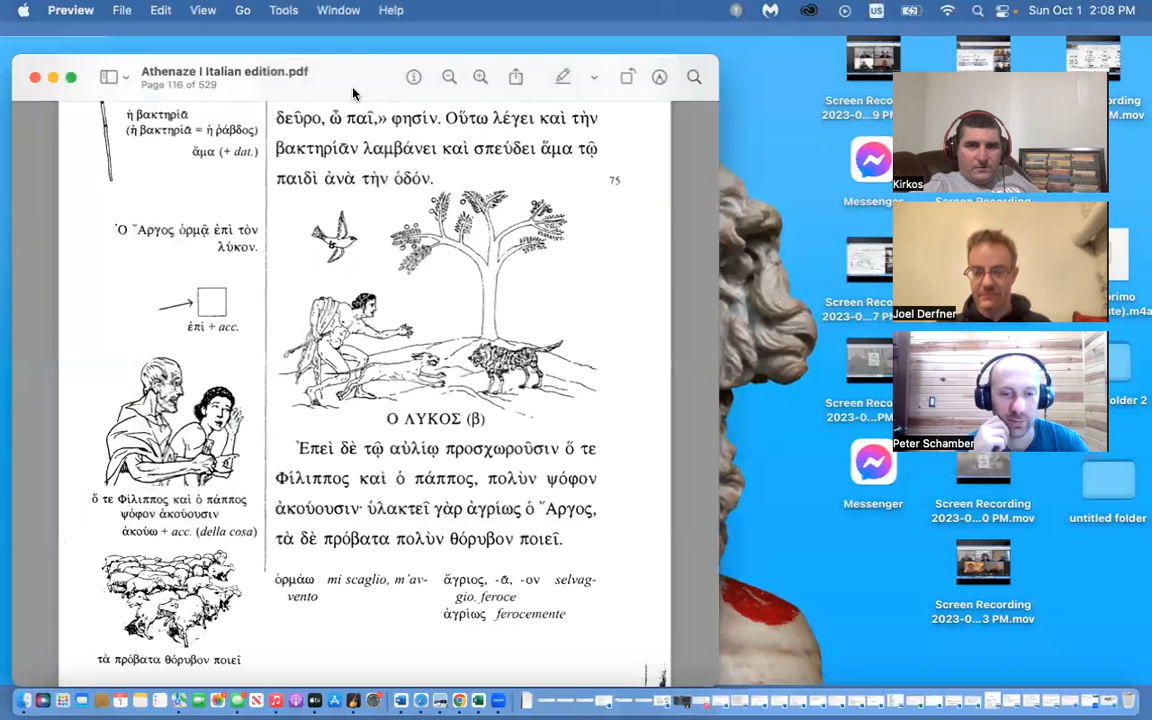 Preview File Edit View Go Tools Window Help
Sun Oct 1 2:08 PM
Athenaze I Italian edition.pdf
Page 116 of 529
ἡ βακτηρίᾱ
(ἡ βακτηρίᾱ = ἡ ῥάβδος)
ἅμα (+ dat.)
δεῦρο, ὦ παῖ,» φησίν. Οὕτω λέγει καὶ τὴν
βακτηρίᾱν λαμβάνει καὶ σπεύδει ἅμα τῷ
παιδὶ ἀνὰ τὴν ὁδόν.
75
Ὁ Ἄργος ὁρμᾷ ἐπὶ τὸν
λύκον.
ἐπί + acc.
Ο ΛΥΚΟΣ (β)
Ἐπεὶ δὲ τῷ αὐλίῳ προσχωροῦσιν ὅ τε
Φίλιππος καὶ ὁ πάππος, πολὺν ψόφον
ἀκούουσιν· ὑλακτεῖ γὰρ ἀγρίως ὁ Ἄργος,
τὰ δὲ πρόβατα πολὺν θόρυβον ποιεῖ.
ὅ τε Φίλιππος καὶ ὁ πάππος
ψόφον ἀκούουσιν
ἀκούω + acc. (della cosa)
τὰ πρόβατα θόρυβον ποιεῖ
ὁρμάω mi scaglio, m'av-
vento
ἄγριος, -ᾱ, -ον selvag-
gio, feroce
ἀγρίως ferocemente
Kirkos
Joel Derfner
Peter Schamber
Screen Recording
2023-0...9 PM.mov
Messenger
Messenger
Screen Recording
2023-0...0 PM.mov
untitled folder
Screen Recording
2023-0...3 PM.mov